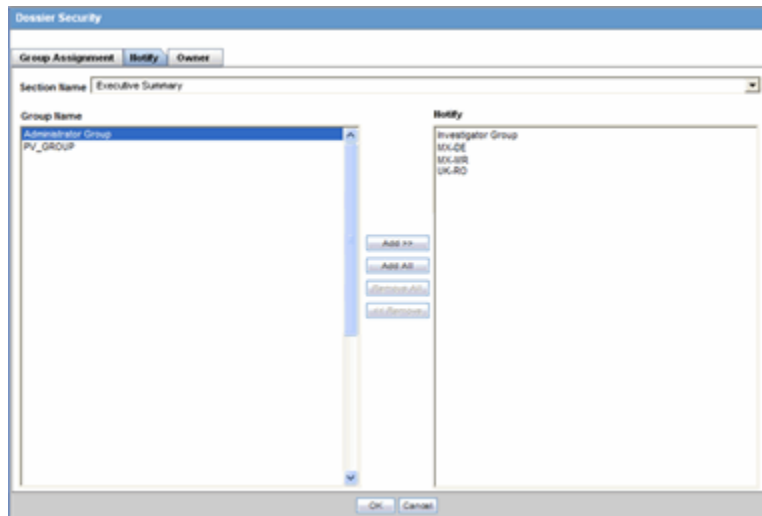 Dossier Security
Group Assignment Notify Owner
Section Name Executive Summary
Group Name Notify
Administrator Group
PV_GROUP
Investigator Group
MX-DE
MX-MR
UK-RO
Add >>
Add All
Remove All
<< Remove
OK Cancel